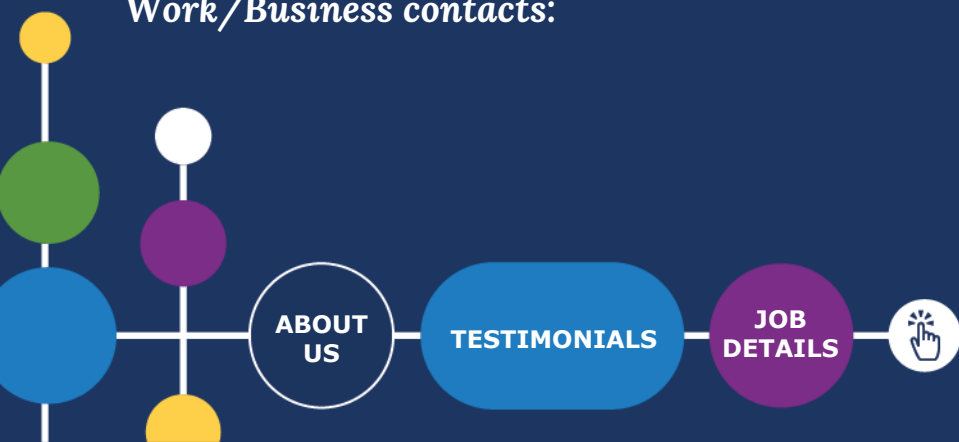 Work/Business contacts:
ABOUT
US
TESTIMONIALS
JOB
DETAILS